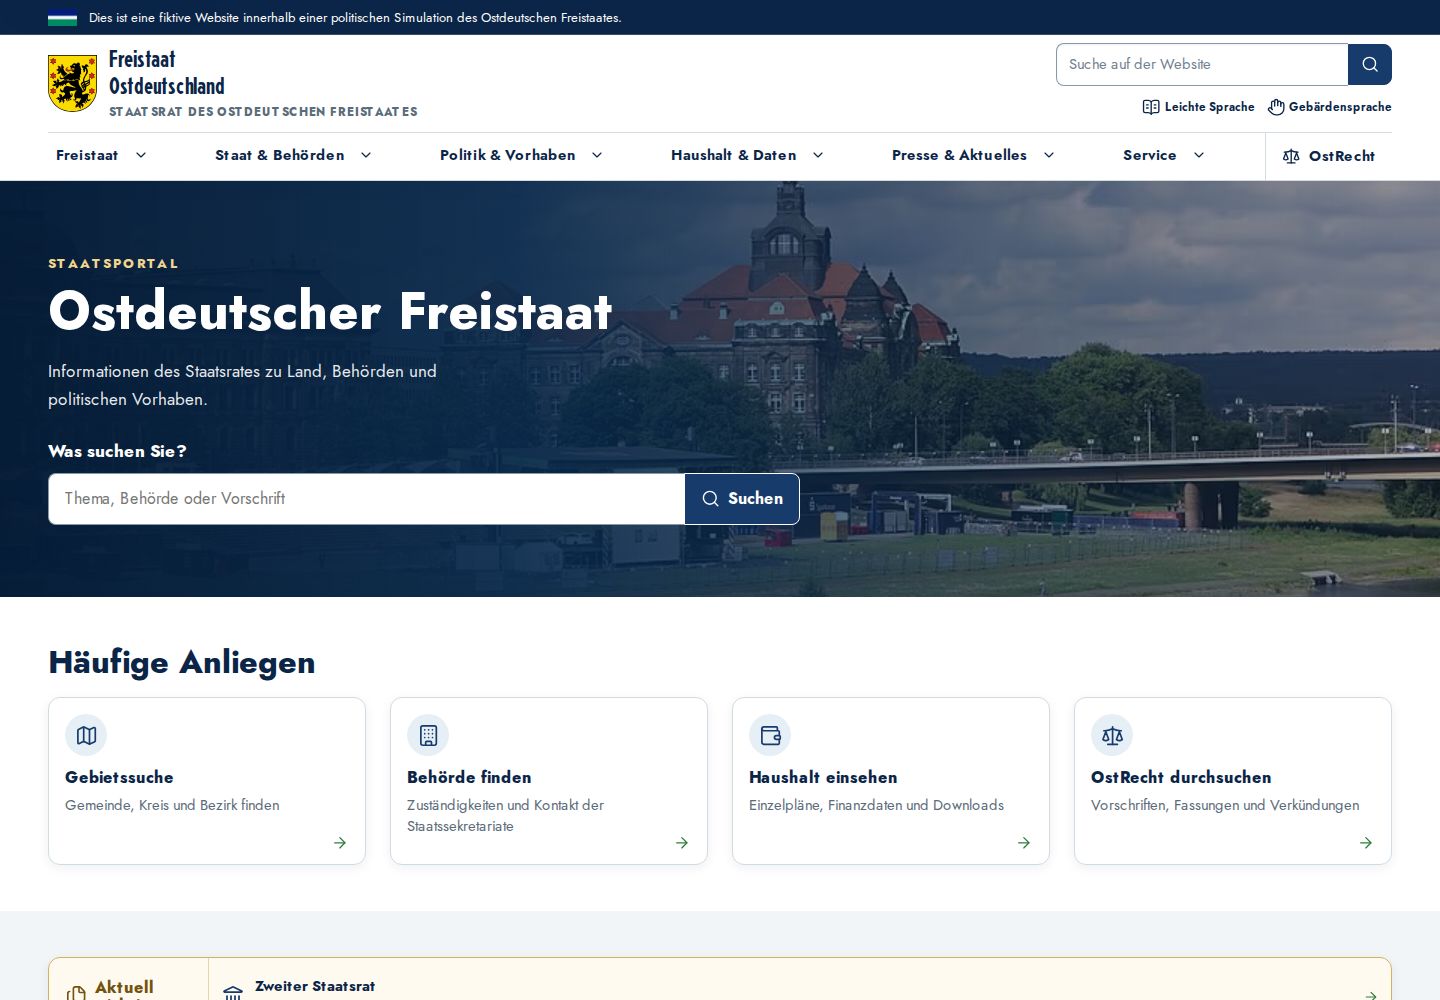 Dies ist eine fiktive Website innerhalb einer politischen Simulation des Ostdeutschen Freistaates.
Freistaat
Ostdeutschland
STAATSRAT DES OSTDEUTSCHEN FREISTAATES
Suche auf der Website
Leichte Sprache
Gebärdensprache
Freistaat
Staat & Behörden
Politik & Vorhaben
Haushalt & Daten
Presse & Aktuelles
Service
OstRecht
STAATSPORTAL
Ostdeutscher Freistaat
Informationen des Staatsrates zu Land, Behörden und
politischen Vorhaben.
Was suchen Sie?
Thema, Behörde oder Vorschrift
Suchen
Häufige Anliegen
Gebietssuche
Gemeinde, Kreis und Bezirk finden
Behörde finden
Zuständigkeiten und Kontakt der
Staatssekretariate
Haushalt einsehen
Einzelpläne, Finanzdaten und Downloads
OstRecht durchsuchen
Vorschriften, Fassungen und Verkündungen
Aktuell
Zweiter Staatsrat